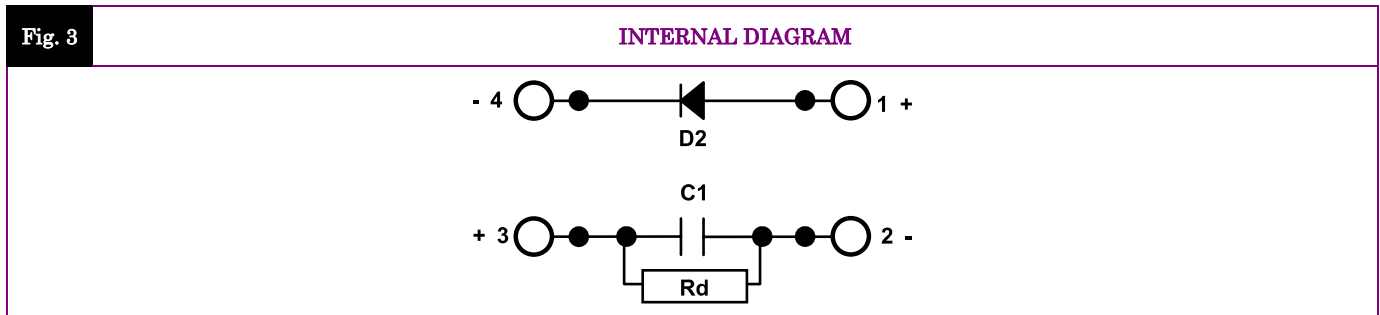 Fig. 3
INTERNAL DIAGRAM
- 4
1 +
D2
C1
+ 3
2 -
Rd